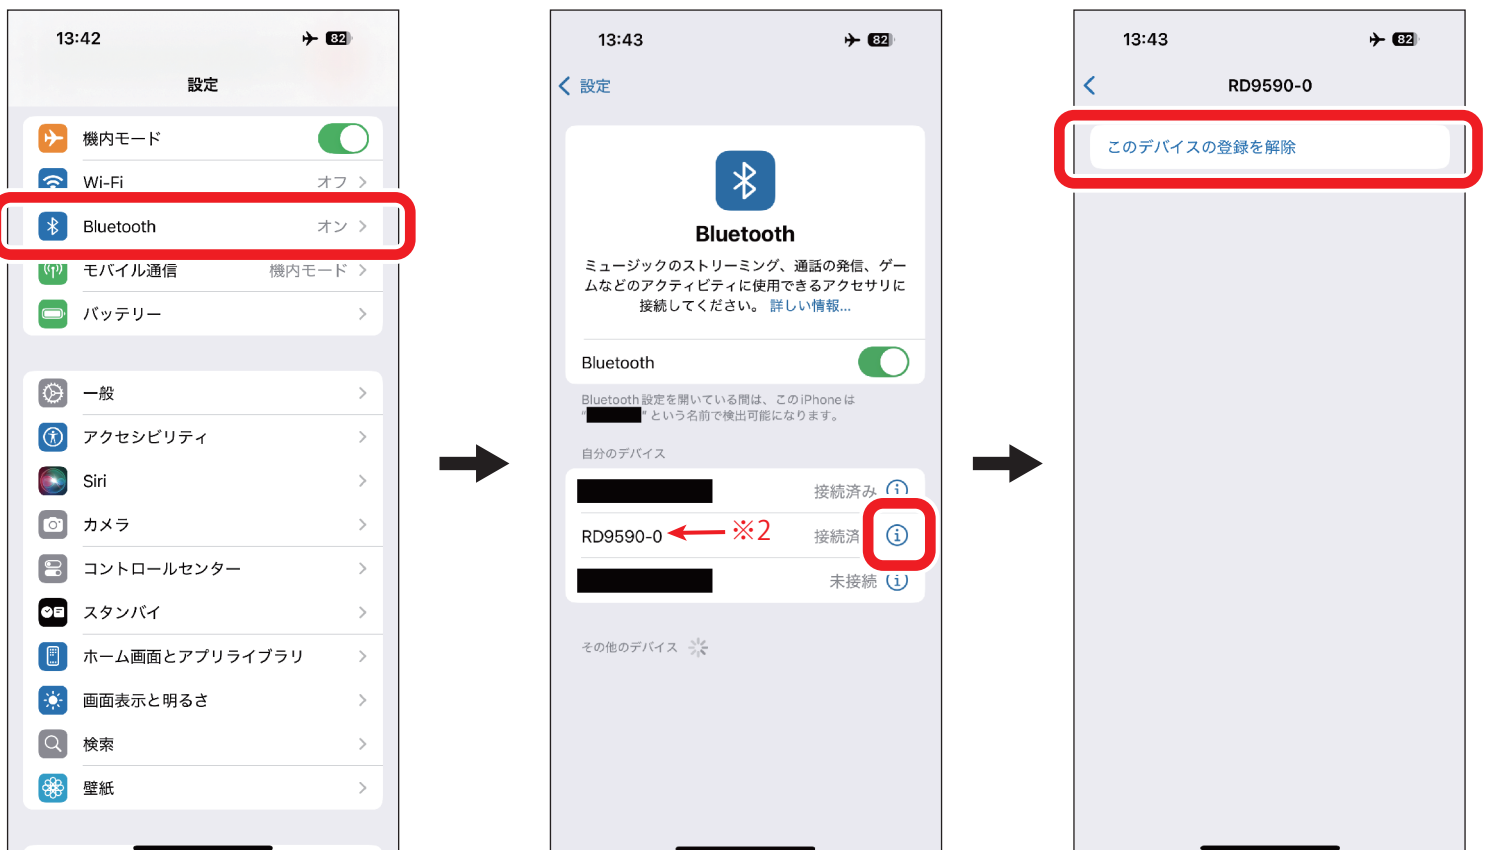 13:42
82
設定
機内モード
Wi-Fi オフ
Bluetooth オン
モバイル通信 機内モード
バッテリー
一般
アクセシビリティ
Siri
カメラ
コントロールセンター
スタンバイ
ホーム画面とアプリライブラリ
画面表示と明るさ
検索
壁紙
13:43
82
設定
Bluetooth
ミュージックのストリーミング、通話の発信、ゲー
ムなどのアクティビティに使用できるアクセサリに
接続してください。 詳しい情報...
Bluetooth
Bluetooth 設定を開いている間は、このiPhoneは
“ ” という名前で検出可能になります。
自分のデバイス
接続済み
RD9590-0 ※2 接続済
未接続
その他のデバイス
13:43
82
RD9590-0
このデバイスの登録を解除